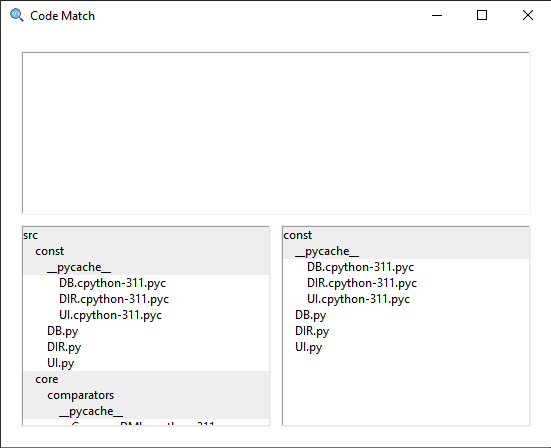 Code Match
src
const
__pycache__
DB.cpython-311.pyc
DIR.cpython-311.pyc
UI.cpython-311.pyc
DB.py
DIR.py
UI.py
core
comparators
__pycache__
const
__pycache__
DB.cpython-311.pyc
DIR.cpython-311.pyc
UI.cpython-311.pyc
DB.py
DIR.py
UI.py